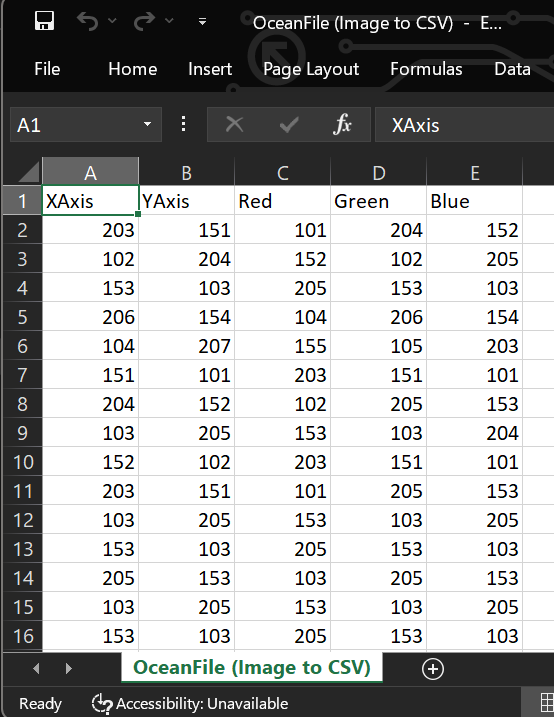 OceanFile (Image to CSV) - E...
File Home Insert Page Layout Formulas Data
A1 fx XAxis
A B C D E
1 XAxis YAxis Red Green Blue
2 203 151 101 204 152
3 102 204 152 102 205
4 153 103 205 153 103
5 206 154 104 206 154
6 104 207 155 105 203
7 151 101 203 151 101
8 204 152 102 205 153
9 103 205 153 103 204
10 152 102 203 151 101
11 203 151 101 205 153
12 103 205 153 103 205
13 153 103 205 153 103
14 205 153 103 205 153
15 103 205 153 103 205
16 153 103 205 153 103
OceanFile (Image to CSV)
Ready Accessibility: Unavailable